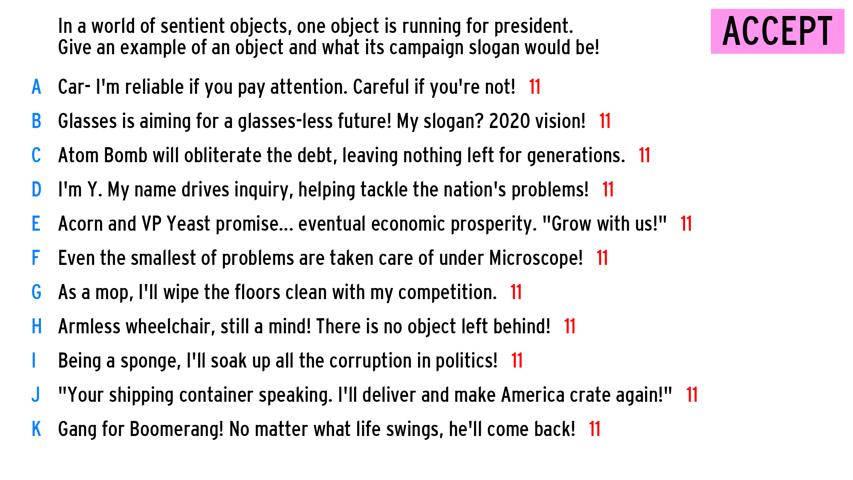 In a world of sentient objects, one object is running for president.
Give an example of an object and what its campaign slogan would be!
ACCEPT
A Car- I'm reliable if you pay attention. Careful if you're not! 11
B Glasses is aiming for a glasses-less future! My slogan? 2020 vision! 11
C Atom Bomb will obliterate the debt, leaving nothing left for generations. 11
D I'm Y. My name drives inquiry, helping tackle the nation's problems! 11
E Acorn and VP Yeast promise... eventual economic prosperity. "Grow with us!" 11
F Even the smallest of problems are taken care of under Microscope! 11
G As a mop, I'll wipe the floors clean with my competition. 11
H Armless wheelchair, still a mind! There is no object left behind! 11
I Being a sponge, I'll soak up all the corruption in politics! 11
J "Your shipping container speaking. I'll deliver and make America crate again!" 11
K Gang for Boomerang! No matter what life swings, he'll come back! 11